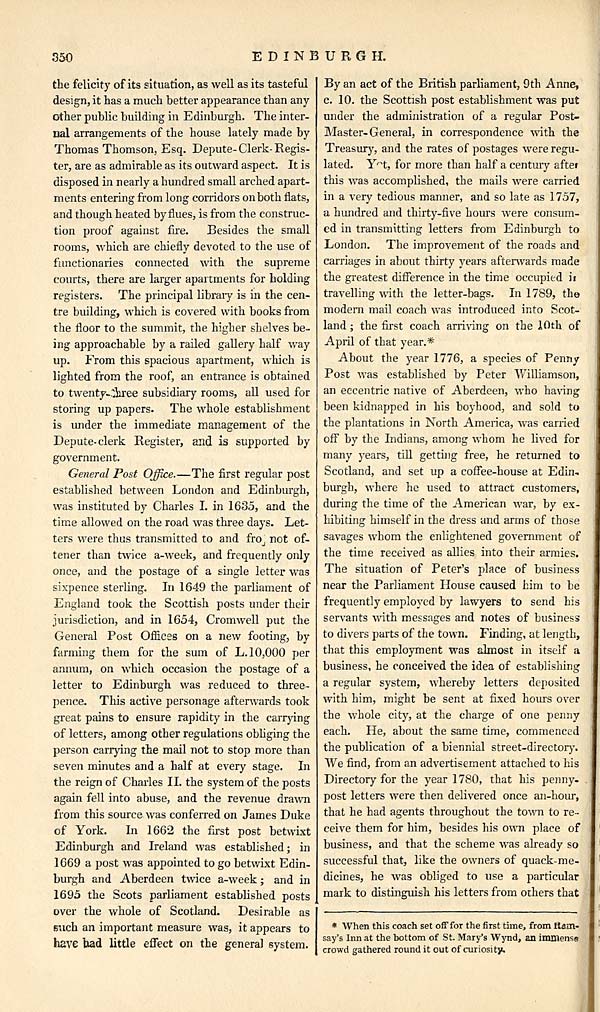 350
EDINBURGH.
the felicity of its situation, as well as its tasteful
design, it has a much better appearance than any
other public building in Edinburgh. The inter-
nal arrangements of the house lately made by
Thomas Thomson, Esq. Depute-Clerk-Regis-
ter, are as admirable as its outward aspect. It is
disposed in nearly a hundred small arched apart-
ments entering from long corridors on both flats,
and though heated by flues, is from the construc-
tion proof against fire. Besides the small
rooms, which are chiefly devoted to the use of
functionaries connected with the supreme
courts, there are larger apartments for holding
registers. The principal library is in the cen-
tre building, which is covered with books from
the floor to the summit, the higher shelves be-
ing approachable by a railed gallery half way
up. From this spacious apartment, which is
lighted from the roof, an entrance is obtained
to twenty-three subsidiary rooms, all used for
storing up papers. The whole establishment
is under the immediate management of the
Depute-clerk Register, and is supported by
government.
General Post Office.—The first regular post
established between London and Edinburgh,
was instituted by Charles I. in 1635, and the
time allowed on the road was three days. Let-
ters were thus transmitted to and fro, not of-
tener than twice a-week, and frequently only
once, and the postage of a single letter was
sixpence sterling. In 1649 the parliament of
England took the Scottish posts under their
jurisdiction, and in 1654, Cromwell put the
General Post Offices on a new footing, by
farming them for the sum of L.10,000 per
annum, on which occasion the postage of a
letter to Edinburgh was reduced to three-
pence. This active personage afterwards took
great pains to ensure rapidity in the carrying
of letters, among other regulations obliging the
person carrying the mail not to stop more than
seven minutes and a half at every stage. In
the reign of Charles II. the system of the posts
again fell into abuse, and the revenue drawn
from this source was conferred on James Duke
of York. In 1662 the first post betwixt
Edinburgh and Ireland was established; in
1669 a post was appointed to go betwixt Edin-
burgh and Aberdeen twice a-week; and in
1695 the Scots parliament established posts
over the whole of Scotland. Desirable as
such an important measure was, it appears to
have had little effect on the general system.
By an act of the British parliament, 9th Anne,
c. 10. the Scottish post establishment was put
under the administration of a regular Post-
Master-General, in correspondence with the
Treasury, and the rates of postages were regu-
lated. Yet, for more than half a century after
this was accomplished, the mails were carried
in a very tedious manner, and so late as 1757,
a hundred and thirty-five hours were consum-
ed in transmitting letters from Edinburgh to
London. The improvement of the roads and
carriages in about thirty years afterwards made
the greatest difference in the time occupied in
travelling with the letter-bags. In 1789, the
modern mail coach was introduced into Scot-
land; the first coach arriving on the 10th of
April of that year.*
About the year 1776, a species of Penny
Post was established by Peter Williamson,
an eccentric native of Aberdeen, who having
been kidnapped in his boyhood, and sold to
the plantations in North America, was carried
off by the Indians, among whom he lived for
many years, till getting free, he returned to
Scotland, and set up a coffee-house at Edin-
burgh, where he used to attract customers,
during the time of the American war, by ex-
hibiting himself in the dress and arms of those
savages whom the enlightened government of
the time received as allies into their armies.
The situation of Peter's place of business
near the Parliament House caused him to be
frequently employed by lawyers to send his
servants with messages and notes of business
to divers parts of the town. Finding, at length,
that this employment was almost in itself a
business, he conceived the idea of establishing
a regular system, whereby letters deposited
with him, might be sent at fixed hours over
the whole city, at the charge of one penny
each. He, about the same time, commenced
the publication of a biennial street-directory.
We find, from an advertisement attached to his
Directory for the year 1780, that his penny-
post letters were then delivered once an-hour,
that he had agents throughout the town to re-
ceive them for him, besides his own place of
business, and that the scheme was already so
successful that, like the owners of quack-me-
dicines, he was obliged to use a particular
mark to distinguish his letters from others that
* When this coach set off for the first time, from Ram-
say's Inn at the bottom of St. Mary's Wynd, an immense
crowd gathered round it out of curiosity.